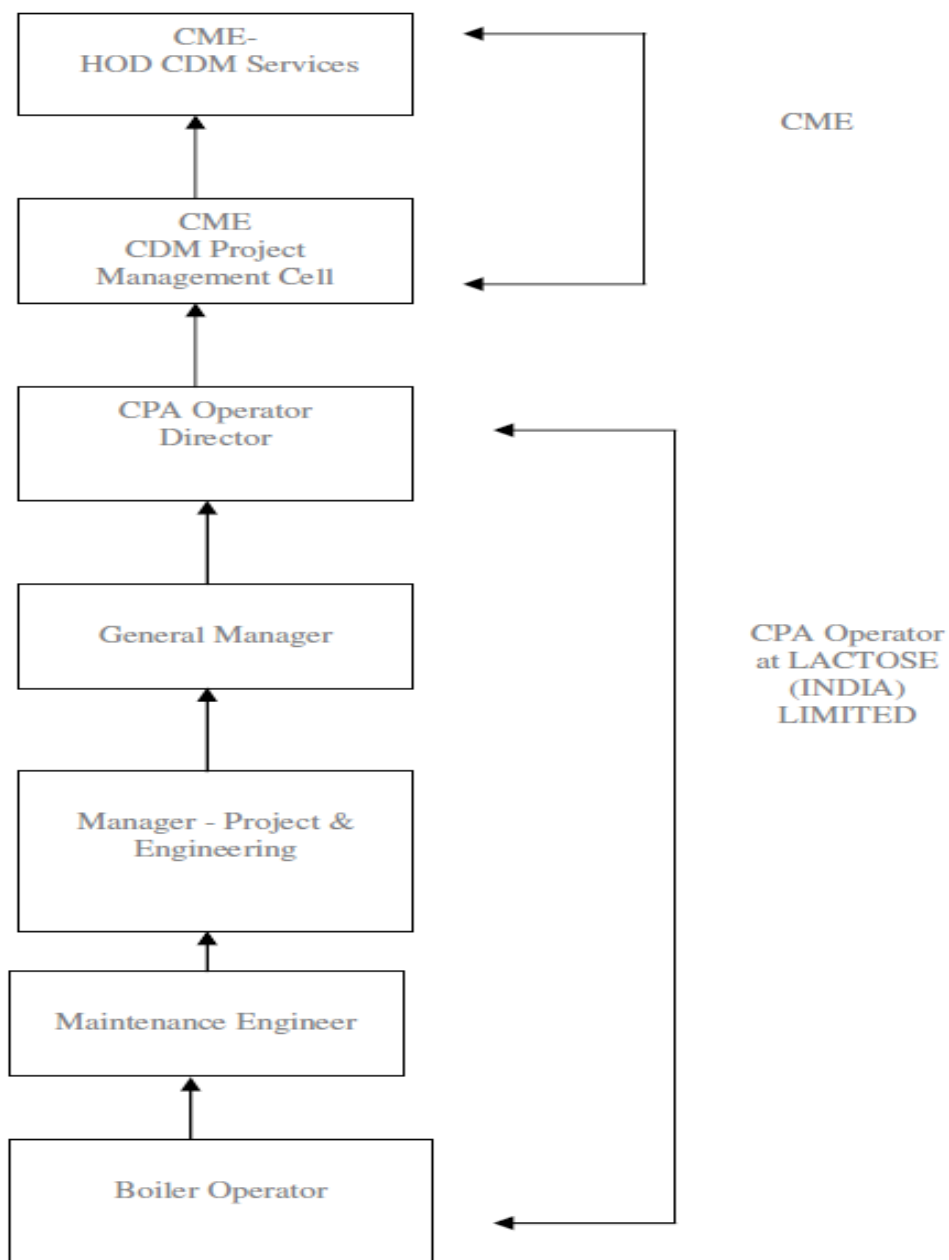 CME-
HOD CDM Services
CME
CME
CDM Project
Management Cell
CPA Operator
Director
General Manager
CPA Operator
at LACTOSE
(INDIA)
LIMITED
Manager - Project &
Engineering
Maintenance Engineer
Boiler Operator